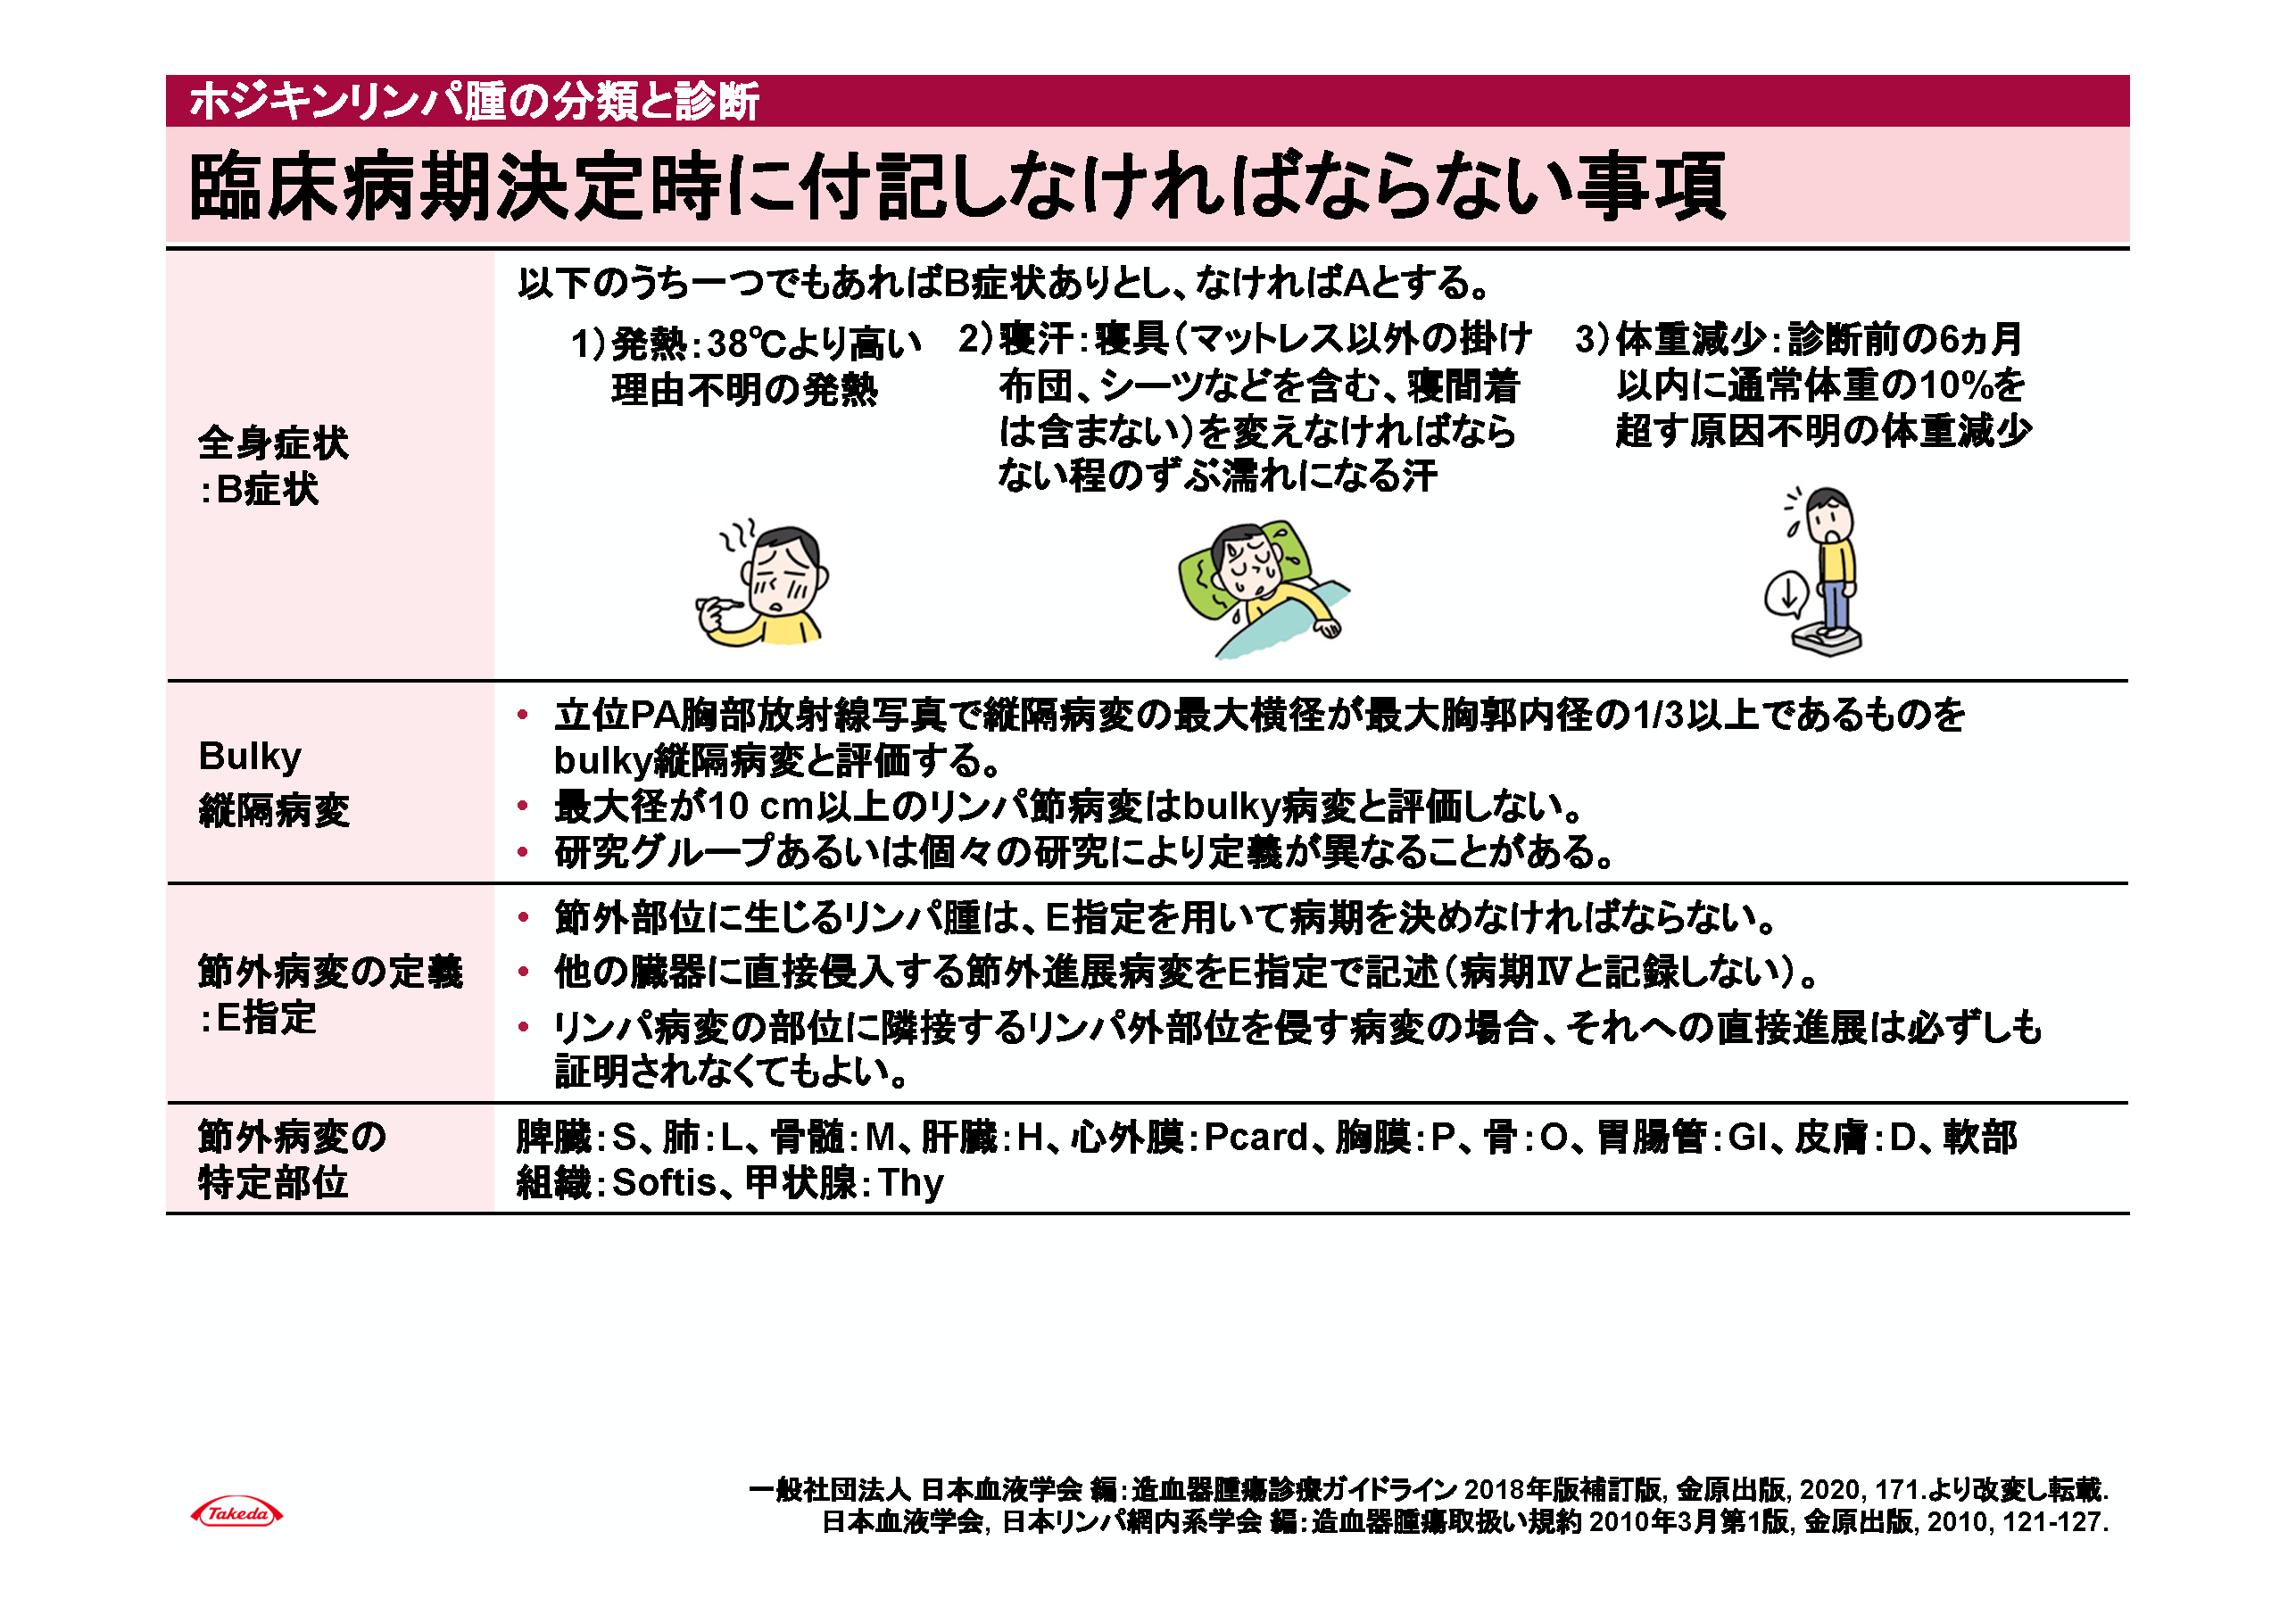 ホジキンリンパ腫の分類と診断
臨床病期決定時に付記しなければならない事項
全身症状
：B症状
以下のうち一つでもあればB症状ありとし、なければAとする。
1）発熱：38℃より高い
理由不明の発熱
2）寝汗：寝具（マットレス以外の掛け
布団、シーツなどを含む、寝間着
は含まない）を変えなければなら
ない程のずぶ濡れになる汗
3）体重減少：診断前の6ヵ月
以内に通常体重の10%を
超す原因不明の体重減少
Bulky
縦隔病変
• 立位PA胸部放射線写真で縦隔病変の最大横径が最大胸郭内径の1/3以上であるものを
bulky縦隔病変と評価する。
• 最大径が10 cm以上のリンパ節病変はbulky病変と評価しない。
• 研究グループあるいは個々の研究により定義が異なることがある。
節外病変の定義
：E指定
• 節外部位に生じるリンパ腫は、E指定を用いて病期を決めなければならない。
• 他の臓器に直接侵入する節外進展病変をE指定で記述（病期Ⅳと記録しない）。
• リンパ病変の部位に隣接するリンパ外部位を侵す病変の場合、それへの直接進展は必ずしも
証明されなくてもよい。
節外病変の
特定部位
脾臓：S、肺：L、骨髄：M、肝臓：H、心外膜：Pcard、胸膜：P、骨：O、胃腸管：GI、皮膚：D、軟部
組織：Softis、甲状腺：Thy
Takeda
一般社団法人 日本血液学会 編：造血器腫瘍診療ガイドライン 2018年版補訂版, 金原出版, 2020, 171.より改変し転載.
日本血液学会, 日本リンパ網内系学会 編：造血器腫瘍取扱い規約 2010年3月第1版, 金原出版, 2010, 121-127.